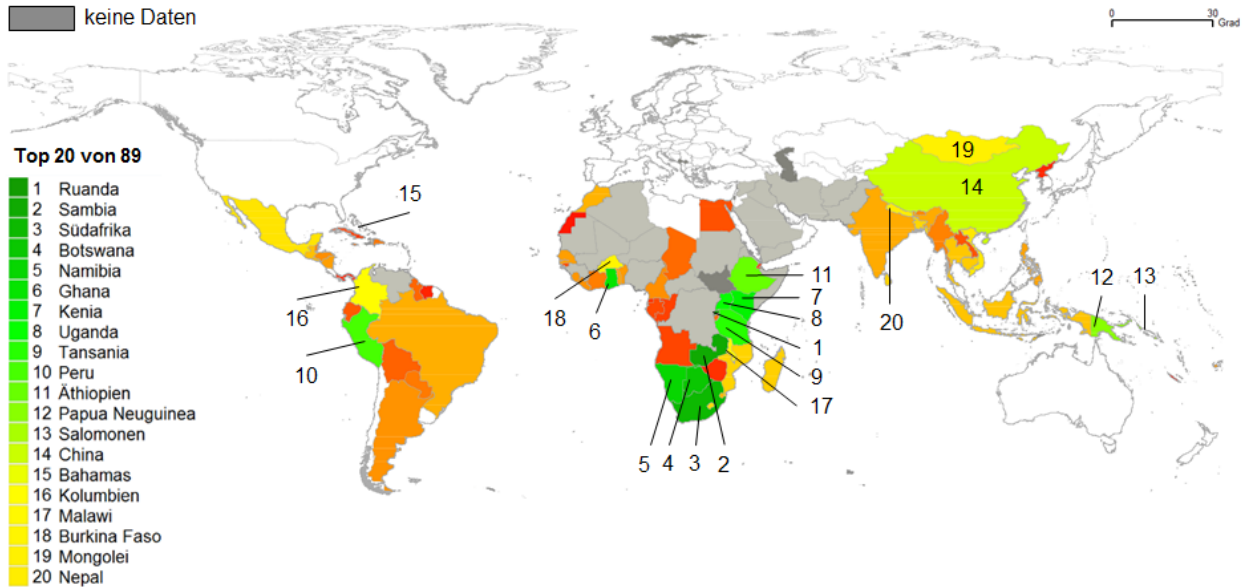 keine Daten
0 30
Grad
Top 20 von 89
1 Ruanda
2 Sambia
3 Südafrika
4 Botswana
5 Namibia
6 Ghana
7 Kenia
8 Uganda
9 Tansania
10 Peru
11 Äthiopien
12 Papua Neuguinea
13 Salomonen
14 China
15 Bahamas
16 Kolumbien
17 Malawi
18 Burkina Faso
19 Mongolei
20 Nepal
15
16
10
18
6
5
4
3
2
11
7
8
1
9
17
19
14
20
12
13